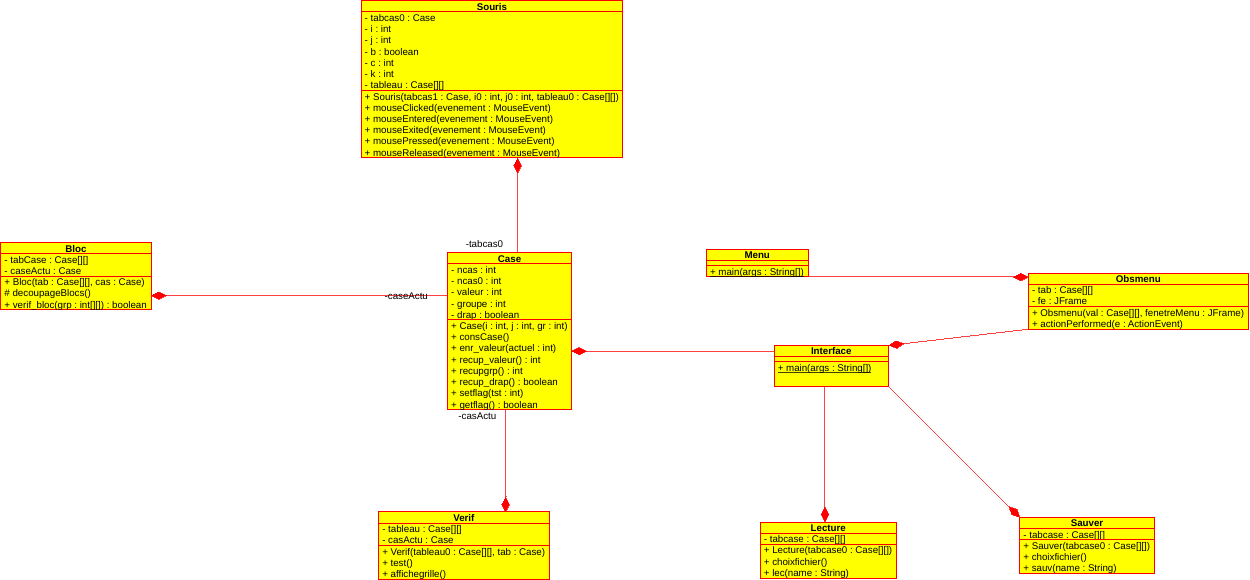 Souris
- tabcas0 : Case
- i : int
- j : int
- b : boolean
- c : int
- k : int
- tableau : Case[][]
+ Souris(tabcas1 : Case, i0 : int, j0 : int, tableau0 : Case[][])
+ mouseClicked(evenement : MouseEvent)
+ mouseEntered(evenement : MouseEvent)
+ mouseExited(evenement : MouseEvent)
+ mousePressed(evenement : MouseEvent)
+ mouseReleased(evenement : MouseEvent)
-tabcas0
Bloc
- tabCase : Case[][]
- caseActu : Case
+ Bloc(tab : Case[][], cas : Case)
# decoupageBlocs()
+ verif_bloc(grp : int[][]) : boolean
-caseActu
Case
- ncas : int
- ncas0 : int
- valeur : int
- groupe : int
- drap : boolean
+ Case(i : int, j : int, gr : int)
+ consCase()
+ enr_valeur(actuel : int)
+ recup_valeur() : int
+ recupgrp() : int
+ recup_drap() : boolean
+ setflag(tst : int)
+ getflag() : boolean
-casActu
Menu
+ main(args : String[])
Obsmenu
- tab : Case[][]
- fe : JFrame
+ Obsmenu(val : Case[][], fenetreMenu : JFrame)
+ actionPerformed(e : ActionEvent)
Interface
+ main(args : String[])
Verif
- tableau : Case[][]
- casActu : Case
+ Verif(tableau0 : Case[][], tab : Case)
+ test()
+ affichegrille()
Lecture
- tabcase : Case[][]
+ Lecture(tabcase0 : Case[][])
+ choixfichier()
+ lec(name : String)
Sauver
- tabcase : Case[][]
+ Sauver(tabcase0 : Case[][])
+ choixfichier()
+ sauv(name : String)